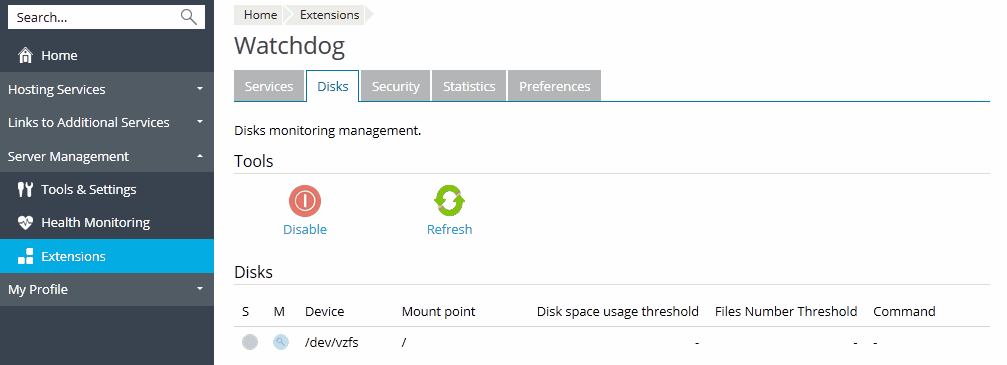 Search...
Home
Hosting Services
Links to Additional Services
Server Management
Tools & Settings
Health Monitoring
Extensions
My Profile
Home Extensions
Watchdog
Services Disks Security Statistics Preferences
Disks monitoring management.
Tools
Disable Refresh
Disks
S M Device Mount point Disk space usage threshold Files Number Threshold Command
/dev/vzfs / - - -